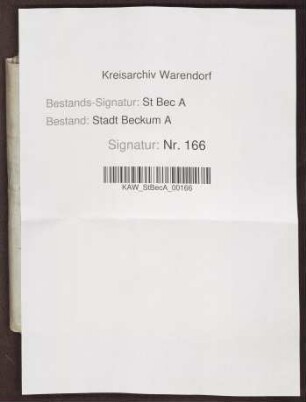 Kreisarchiv Warendorf
Bestands-Signatur: St Bec A
Bestand: Stadt Beckum A
Signatur: Nr. 166
KAW_StBecA_00166